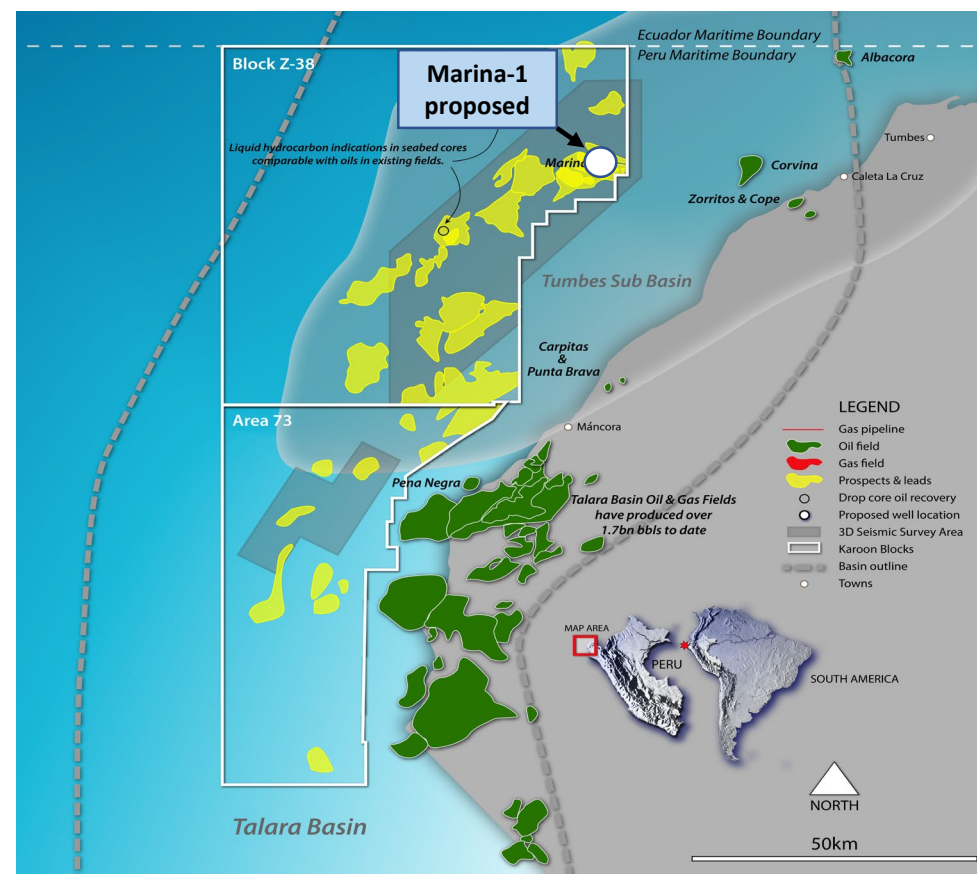 Ecuador Maritime Boundary
Peru Maritime Boundary
Block Z-38
Marina-1
proposed
Albacora
Liquid hydrocarbon indications in seabed cores
comparable with oils in existing fields.
Tumbes
Corvina
Caleta La Cruz
Zorritos & Cope
Tumbes Sub Basin
Carpitas
&
Punta Brava
Area 73
Máncora
Pena Negra
Talara Basin Oil & Gas Fields
have produced over
1.7bn bbls to date
LEGEND
Gas pipeline
Oil field
Gas field
Prospects & leads
Drop core oil recovery
Proposed well location
3D Seismic Survey Area
Karoon Blocks
Basin outline
Towns
MAP AREA
PERU
SOUTH AMERICA
NORTH
Talara Basin
50km